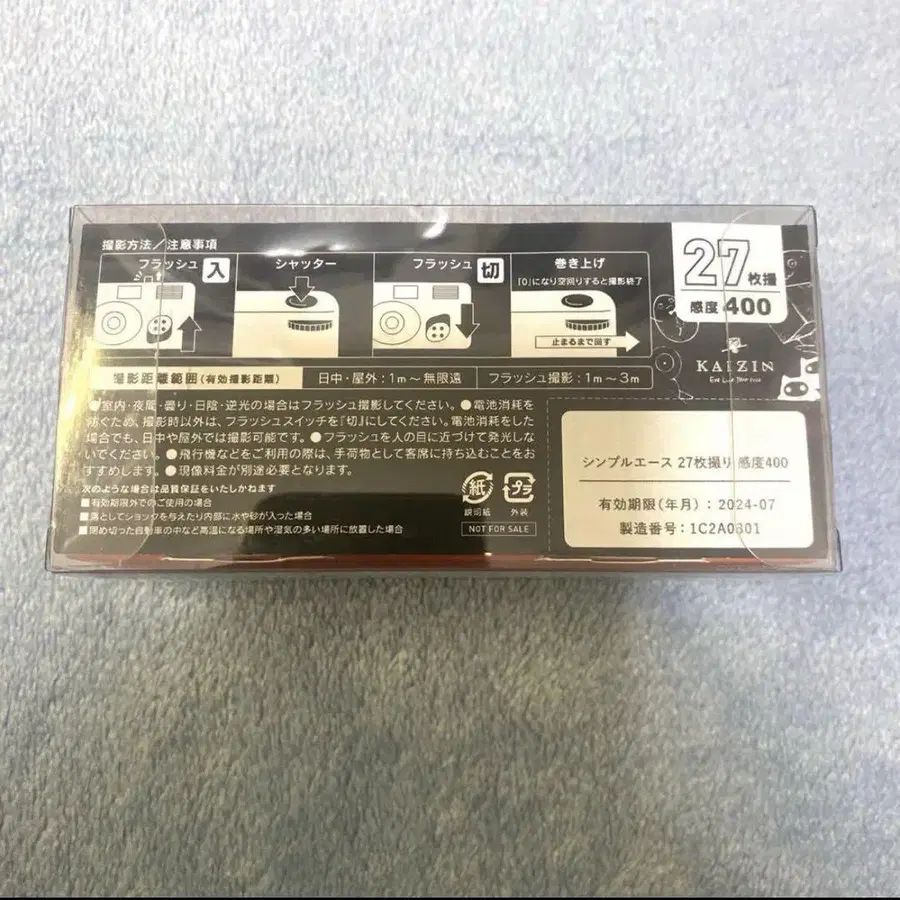 撮影方法／注意事項
フラッシュ 入
シャッター
フラッシュ 切
巻き上げ
「0」になり空回りすると撮影終了
止まるまで回す
27枚撮
感度 400
KAIZIN
撮影距離範囲(有効撮影距離)
日中・屋外：1m～無限遠
フラッシュ撮影：1m～3m
●室内・夜間・曇り・日陰・逆光の場合はフラッシュ撮影してください。●電池消耗を
防ぐため、撮影時以外は、フラッシュスイッチを『切』にしてください。電池消耗をした
場合でも、日中や屋外では撮影可能です。●フラッシュを人の目に近づけて発光し
ないでください。●飛行機などをご利用の際は、手荷物として客席に持ち込むことをお
すすめします。●現像料金が別途必要となります。
次のような場合は品質保証をいたしかねます
■有効期限外でのご使用の場合
■落としてショックを与えたり内部に水や砂が入った場合
■閉め切った自動車の中など高温になる場所や湿気の多い場所に放置した場合
紙
説明紙
プラ
外装
NOT FOR SALE
シンプルエース 27枚撮り 感度400
有効期限(年月)：2024-07
製造番号：1C2A0801